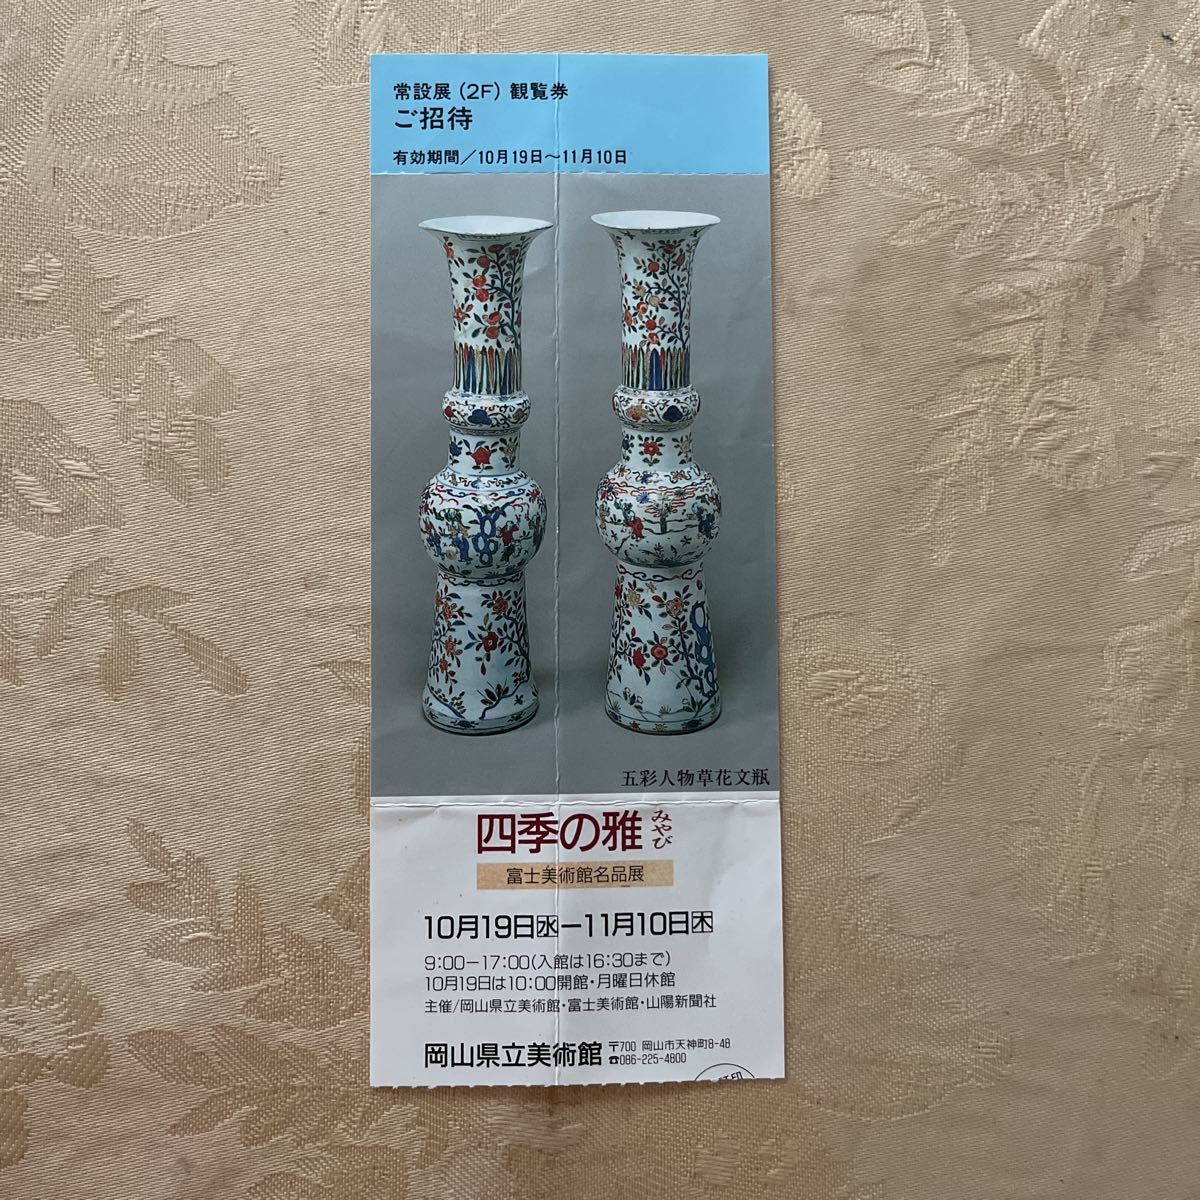 常設展（2F）観覧券
ご招待
有効期間／10月19日～11月10日
五彩人物草花文瓶
四季の雅
みやび
富士美術館名品展
10月19日㊌−11月10日㊍
9:00−17:00(入館は16:30まで)
10月19日は10:00開館・月曜日休館
主催/岡山県立美術館・富士美術館・山陽新聞社
岡山県立美術館
〒700 岡山市天神町8-48
☎086-225-4800